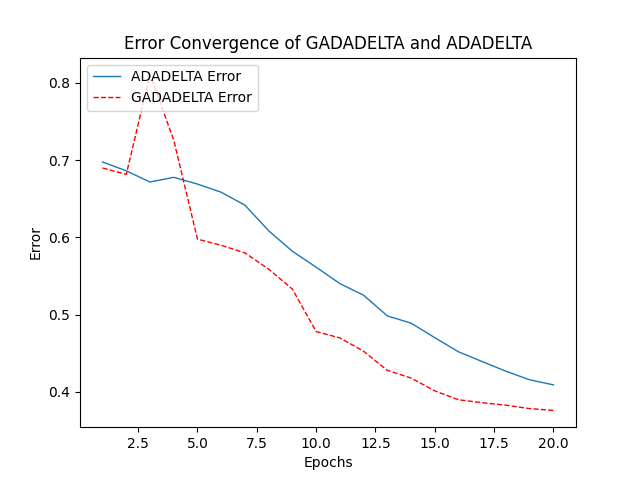 Error Convergence of GADADELTA and ADADELTA
ADADELTA Error
GADADELTA Error
0.8
0.7
0.6
0.5
0.4
Error
2.5 5.0 7.5 10.0 12.5 15.0 17.5 20.0
Epochs